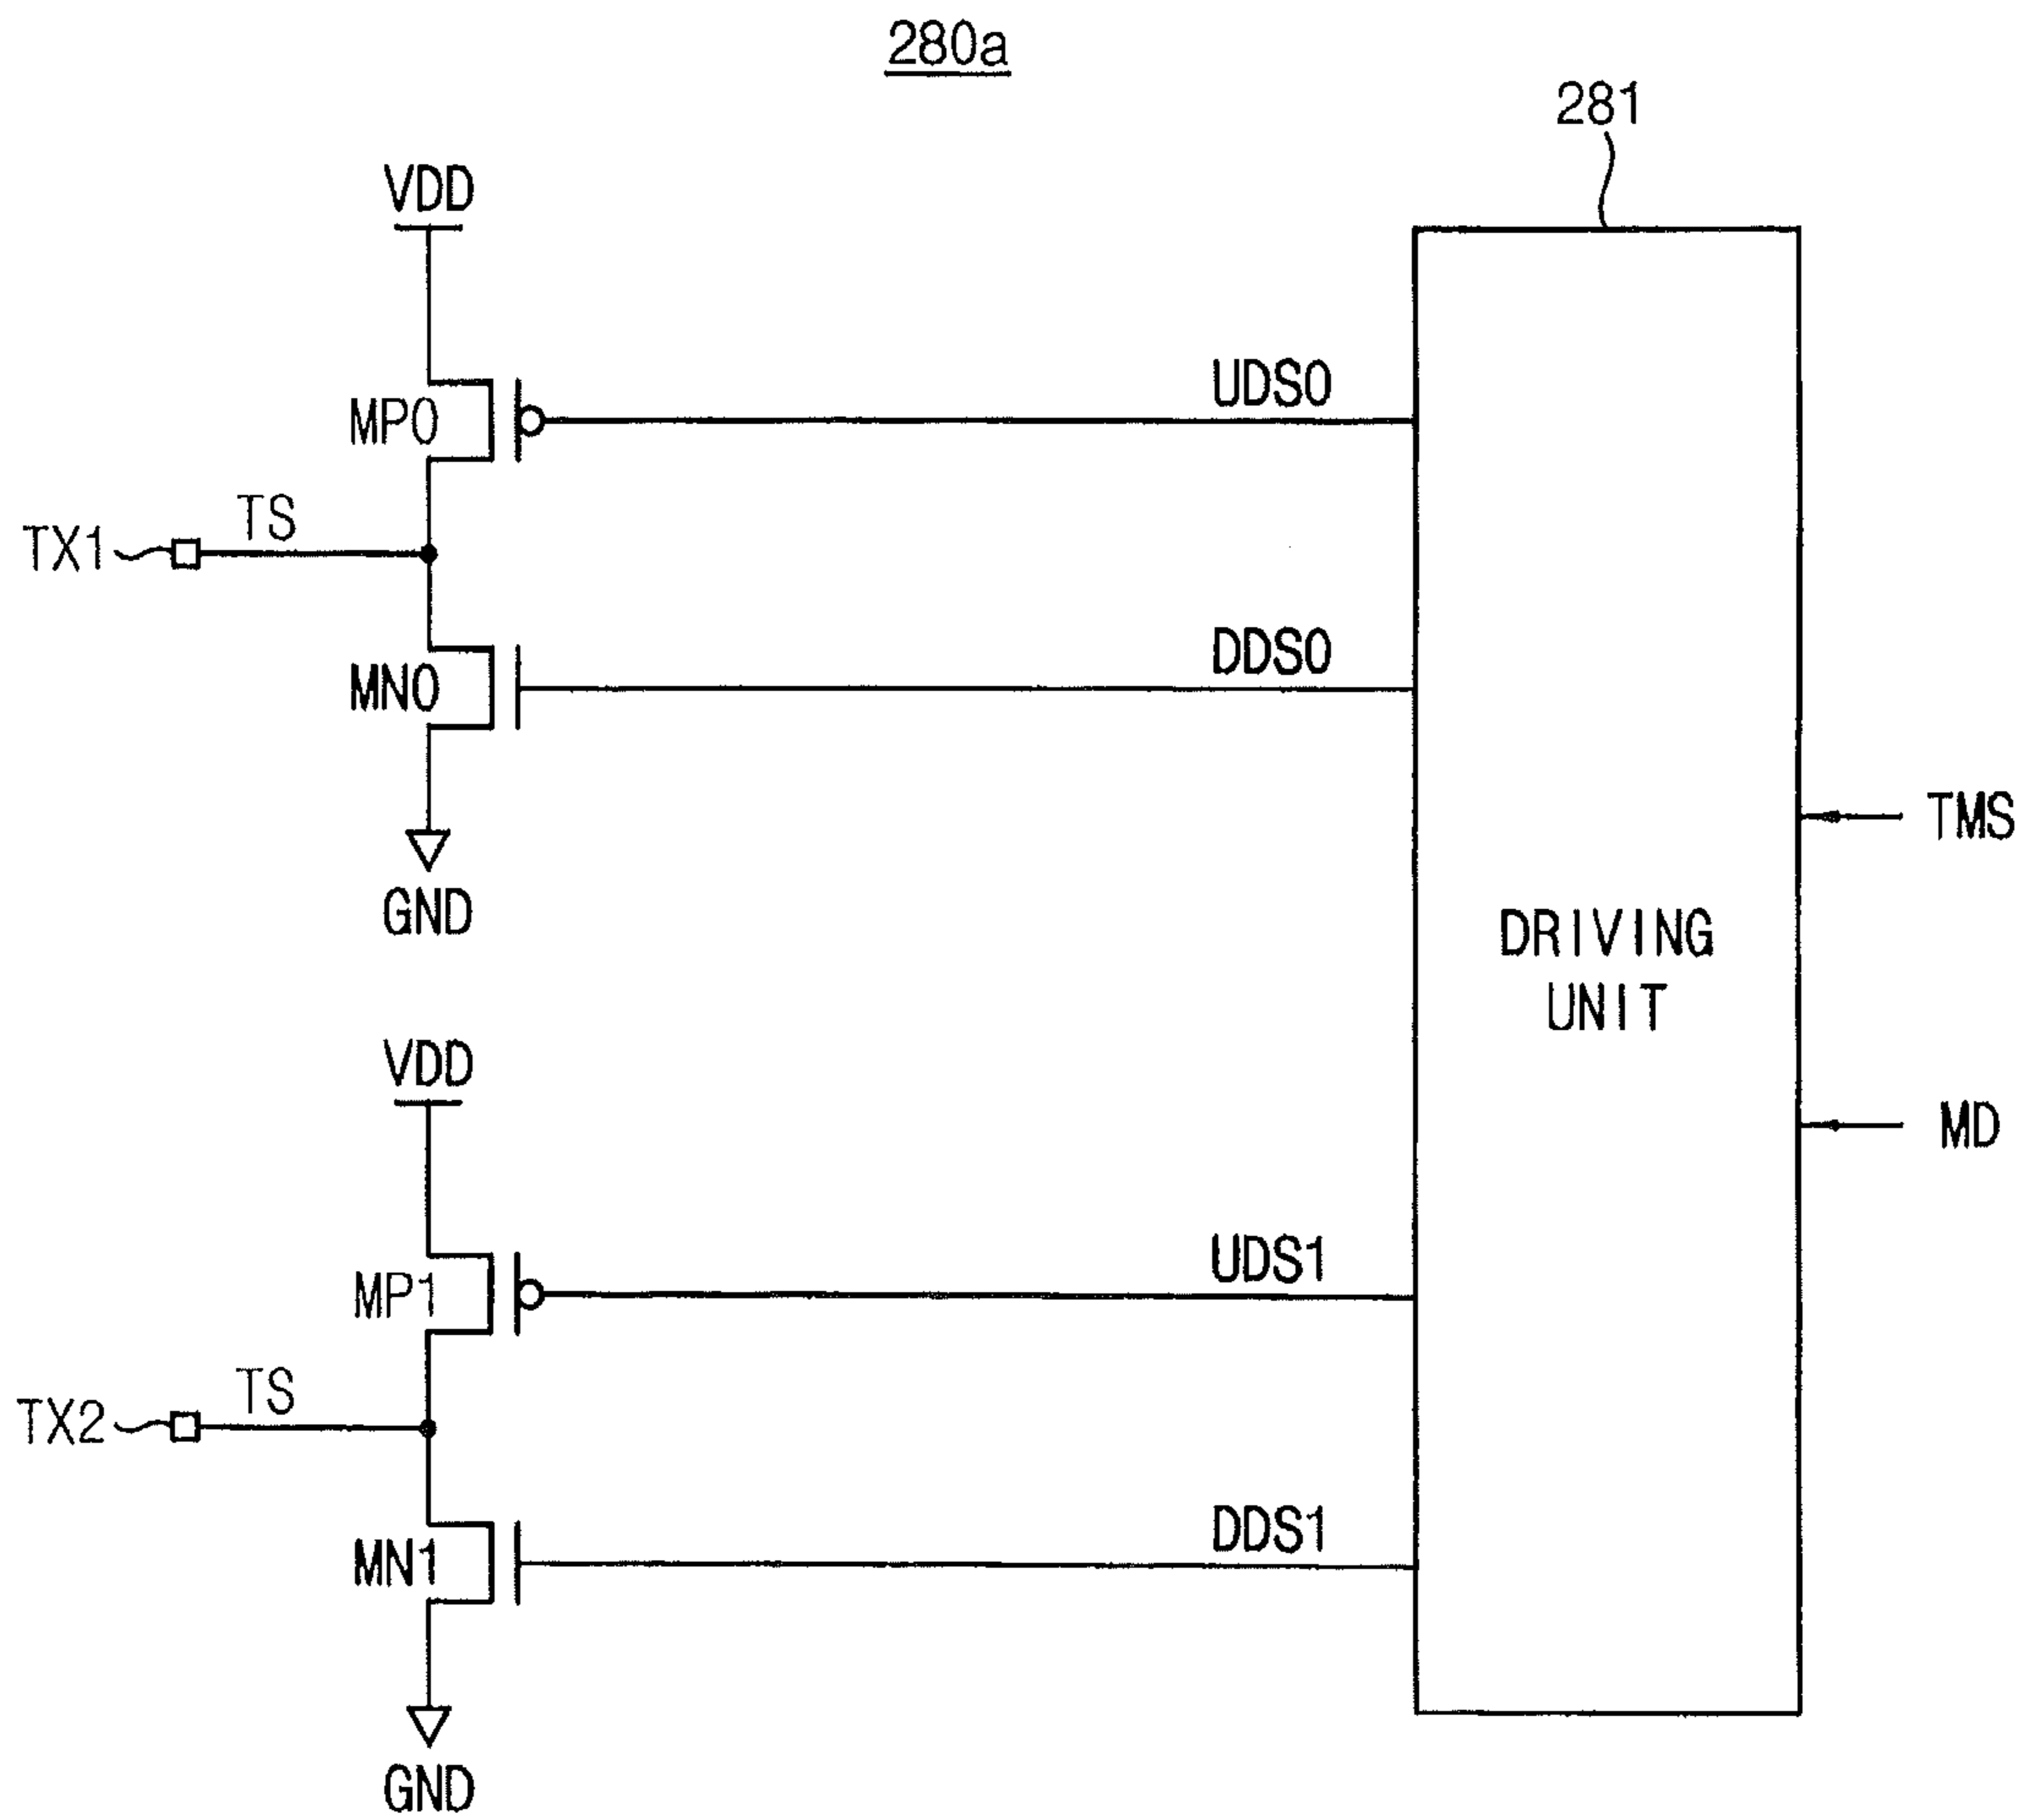 280a
281
VDD
UDS0
MP0
TS
TX1
DDS0
MN0
TMS
GND
DRIVING
UNIT
VDD
MD
UDS1
MP1
TS
TX2
DDS1
MN1
GND